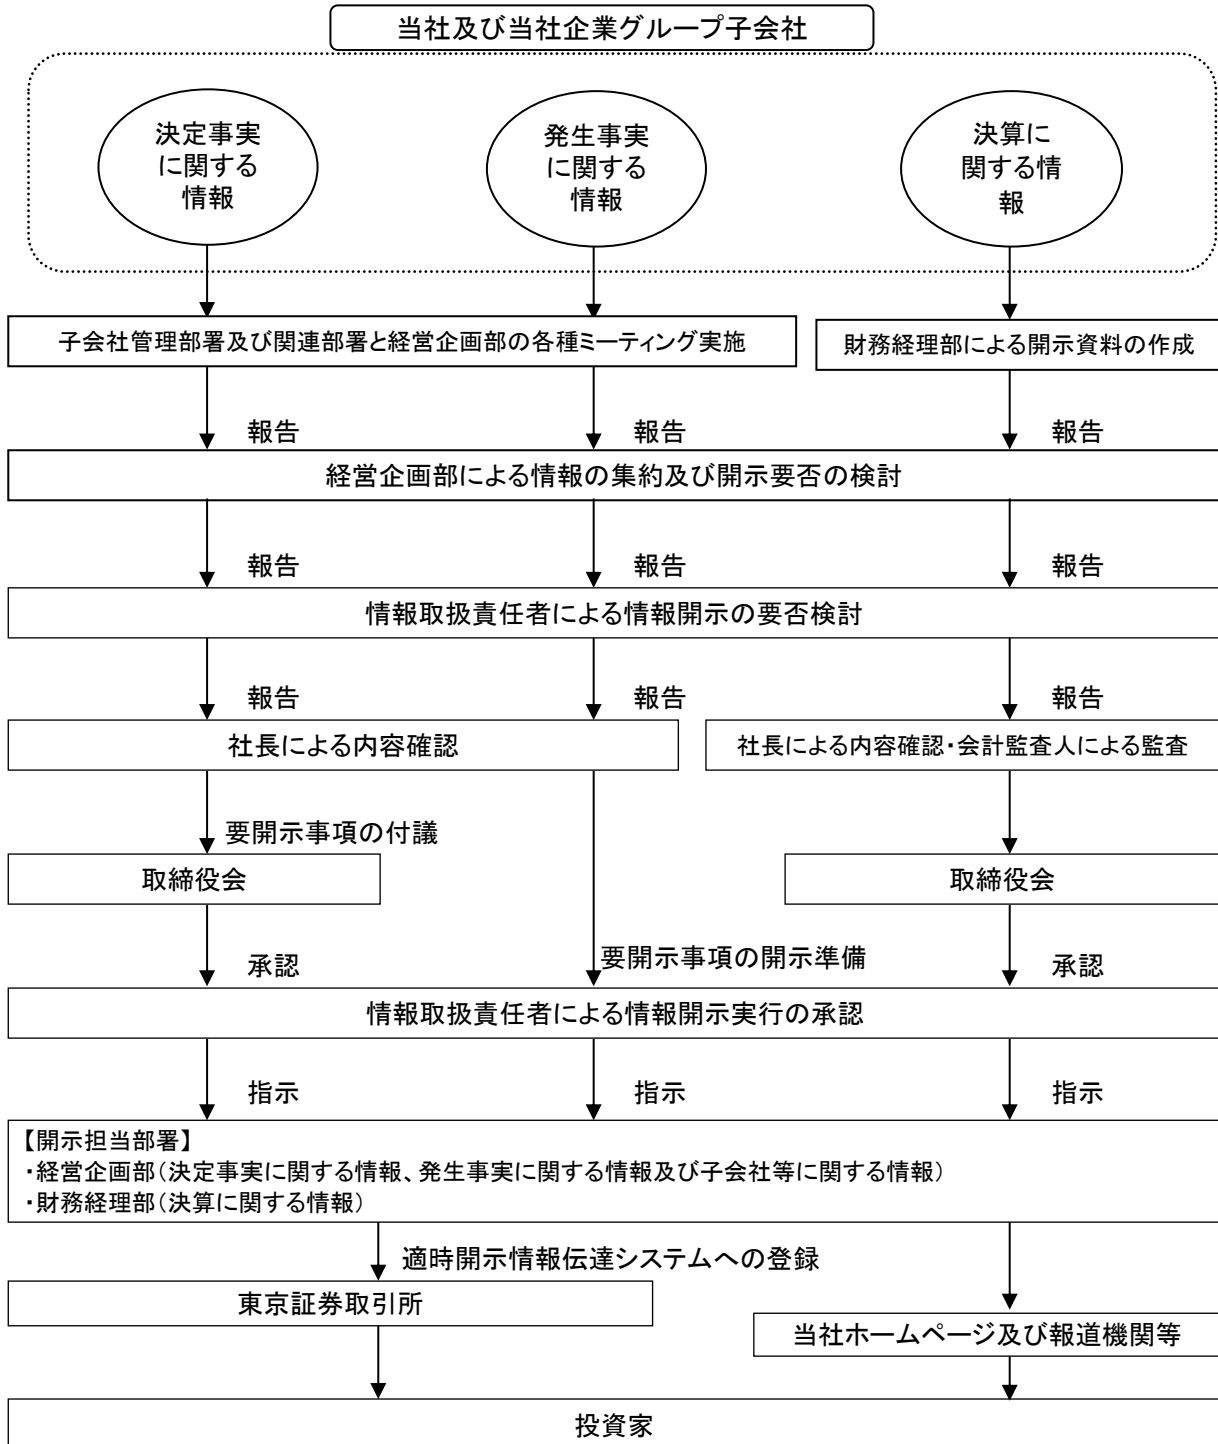 当社及び当社企業グループ子会社
決定事実
に関する
情報
発生事実
に関する
情報
決算に
関する情
報
子会社管理部署及び関連部署と経営企画部の各種ミーティング実施
財務経理部による開示資料の作成
報告
報告
報告
経営企画部による情報の集約及び開示要否の検討
報告
報告
報告
情報取扱責任者による情報開示の要否検討
報告
報告
報告
社長による内容確認
社長による内容確認・会計監査人による監査
要開示事項の付議
取締役会
取締役会
承認
要開示事項の開示準備
承認
情報取扱責任者による情報開示実行の承認
指示
指示
指示
【開示担当部署】
・経営企画部(決定事実に関する情報、発生事実に関する情報及び子会社等に関する情報)
・財務経理部(決算に関する情報)
適時開示情報伝達システムへの登録
東京証券取引所
当社ホームページ及び報道機関等
投資家